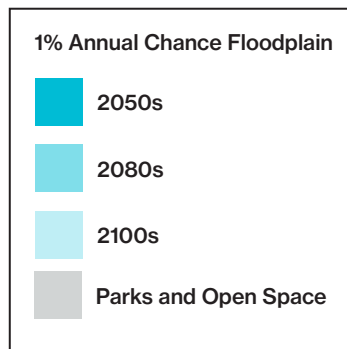 1% Annual Chance Floodplain
2050s
2080s
2100s
Parks and Open Space